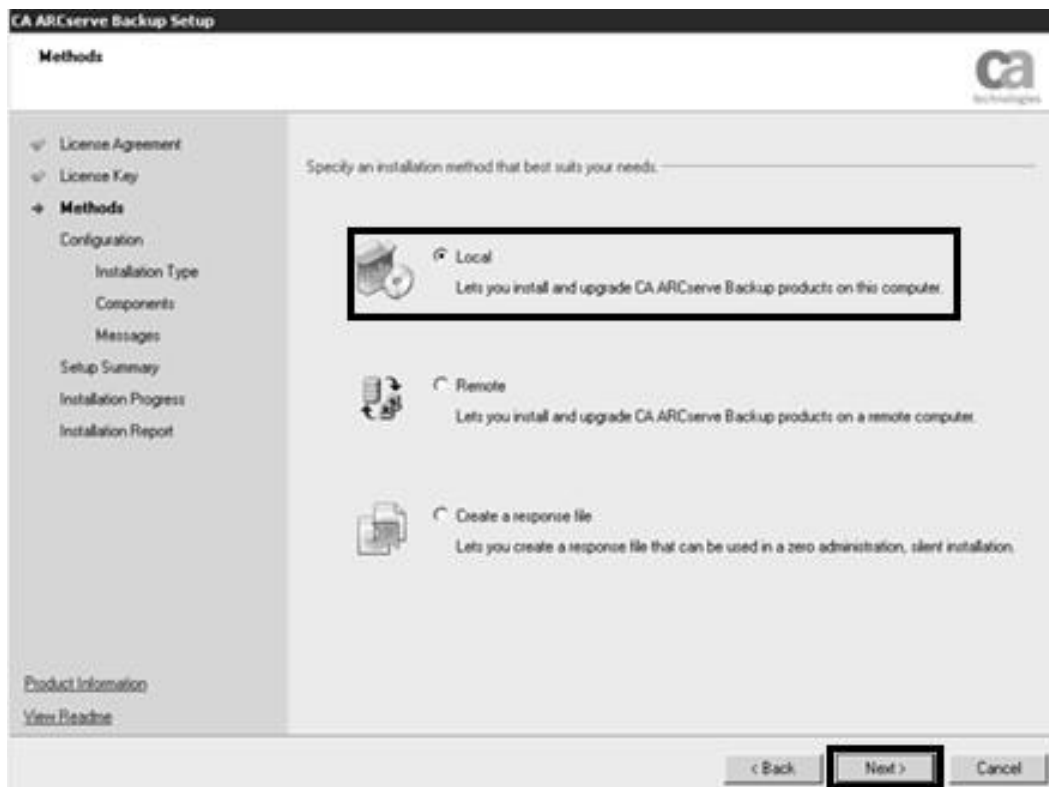 CA ARCserve Backup Setup
Methods
ca
technologies
License Agreement
License Key
Methods
Configuration
Installation Type
Components
Messages
Setup Summary
Installation Progress
Installation Report
Product Information
View Readme
Specify an installation method that best suits your needs.
Local
Lets you install and upgrade CA ARCserve Backup products on this computer.
Remote
Lets you install and upgrade CA ARCserve Backup products on a remote computer.
Create a response file
Lets you create a response file that can be used in a zero administration, silent installation.
< Back
Next >
Cancel